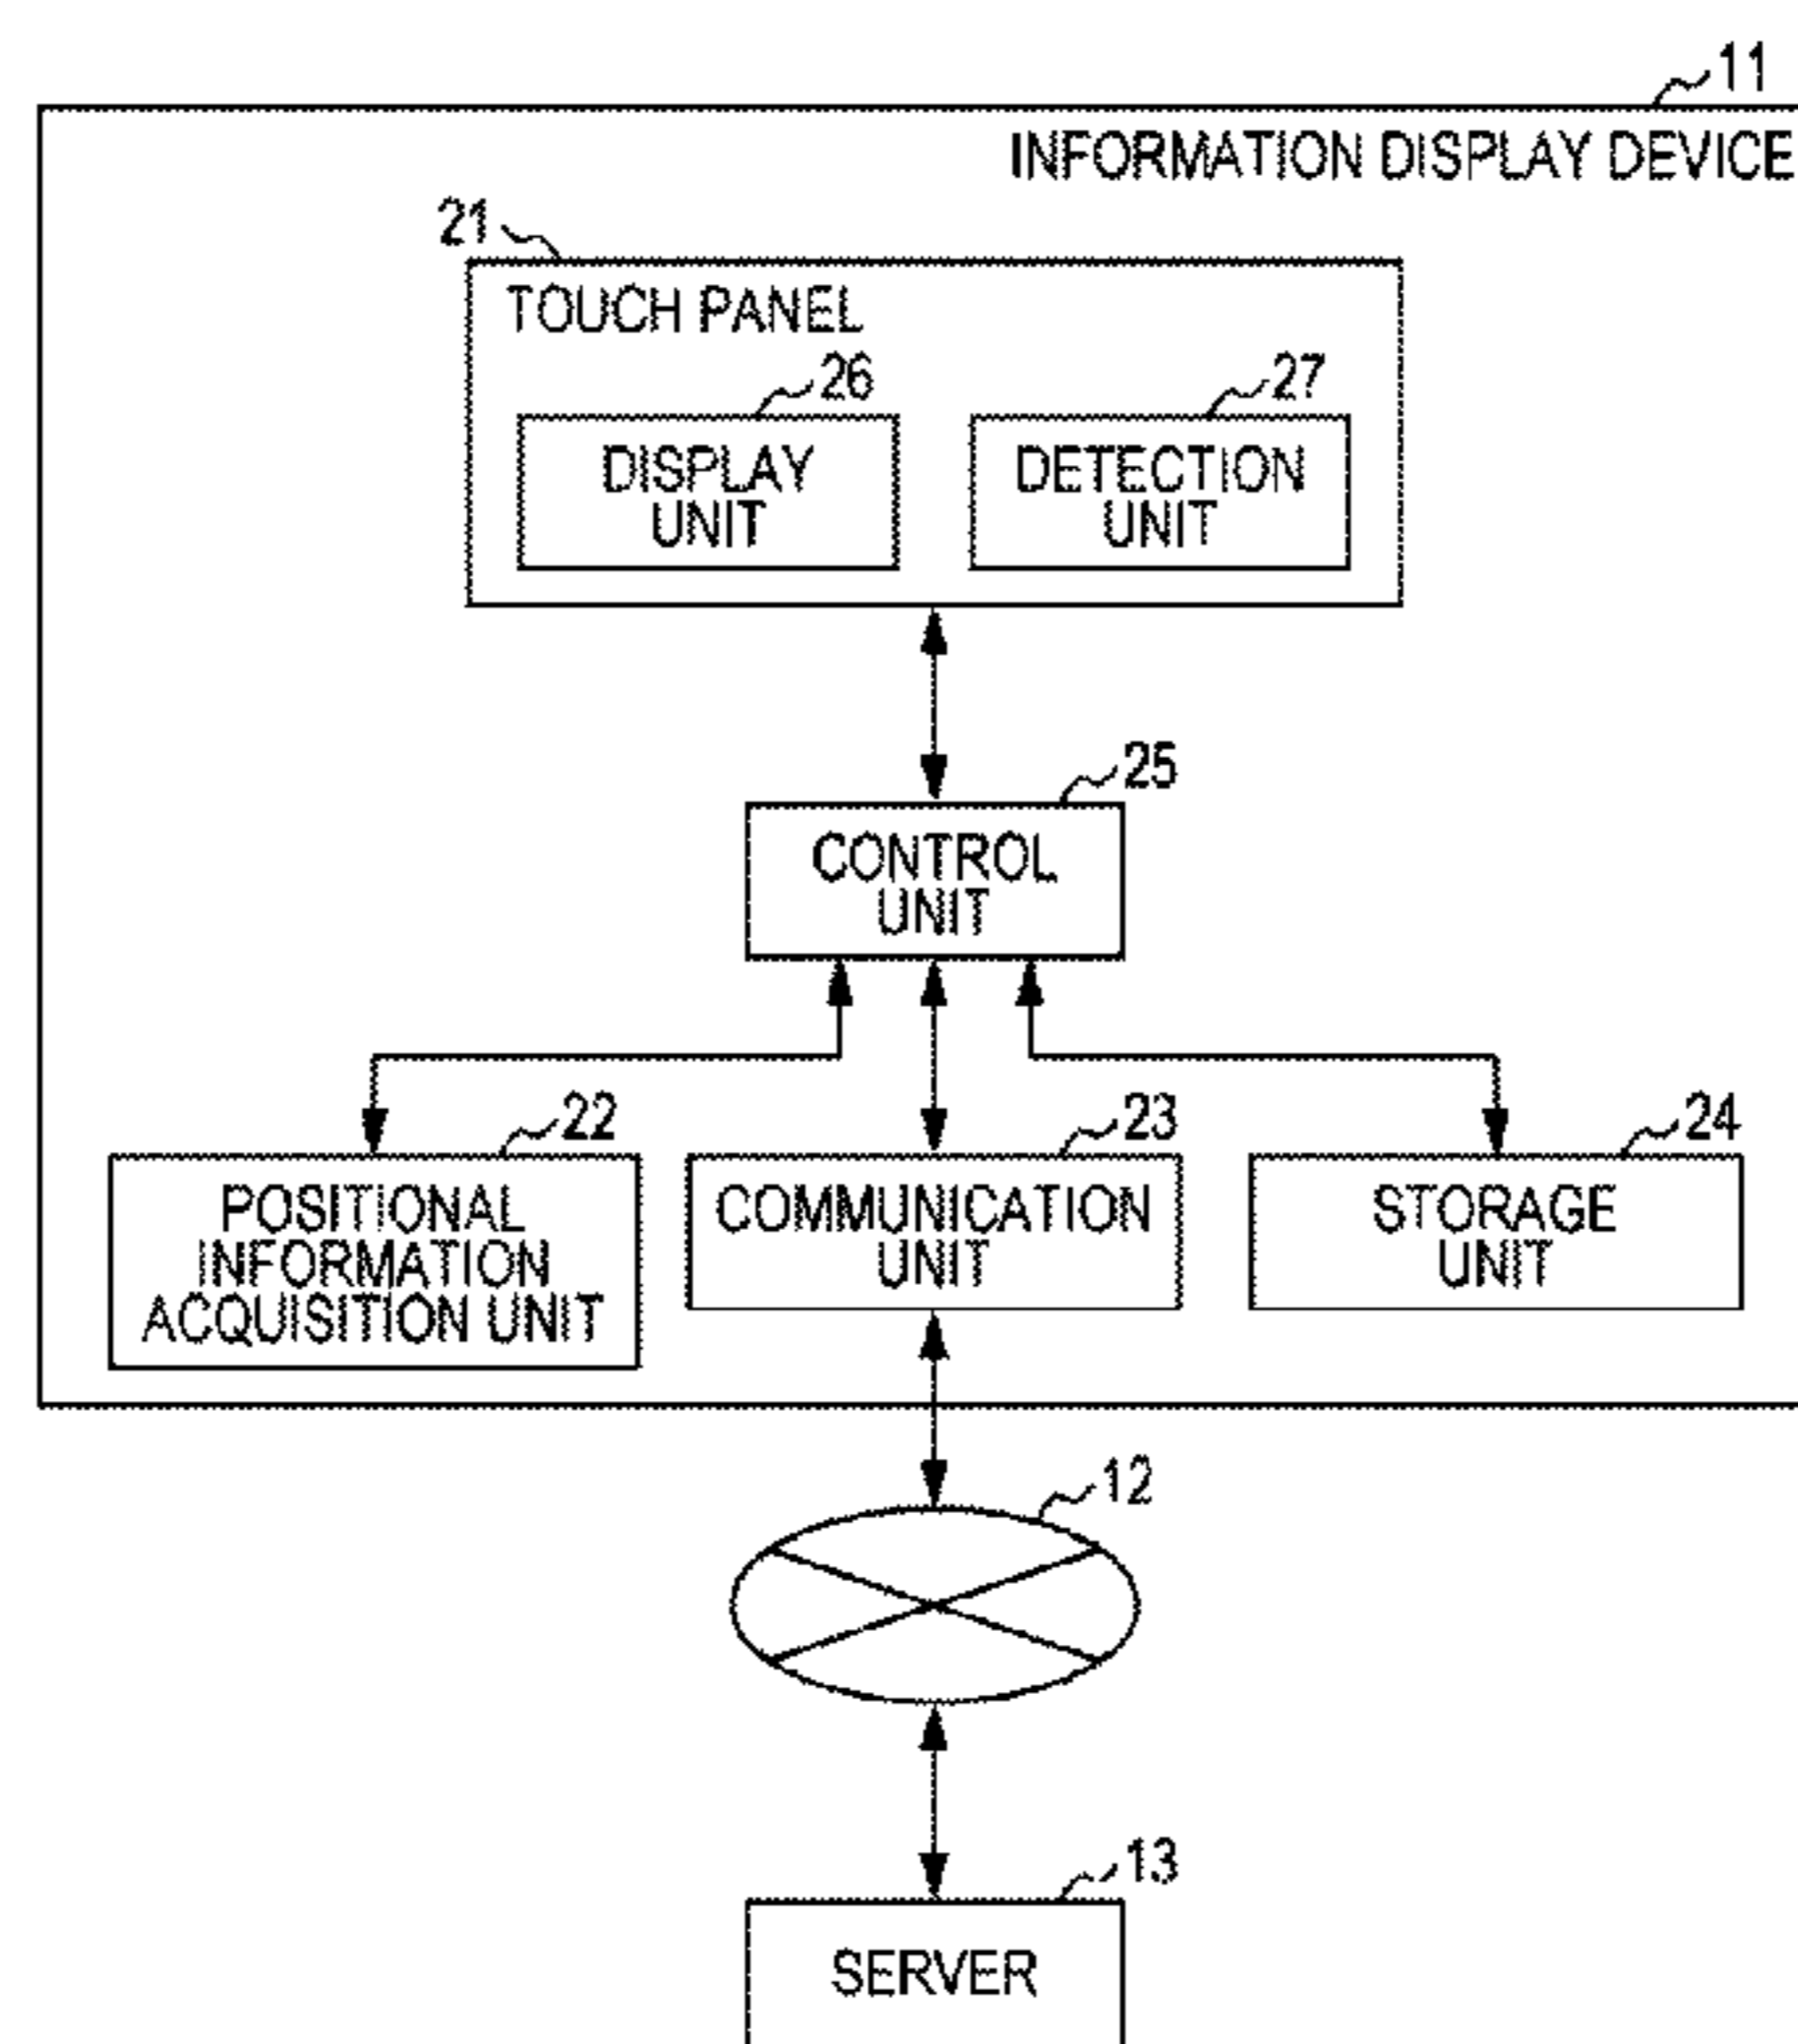 11
INFORMATION DISPLAY DEVICE
21
TOUCH PANEL
26
27
DISPLAY
UNIT
DETECTION
UNIT
25
CONTROL
UNIT
22
23
24
POSITIONAL
INFORMATION
ACQUISITION UNIT
COMMUNICATION
UNIT
STORAGE
UNIT
12
13
SERVER